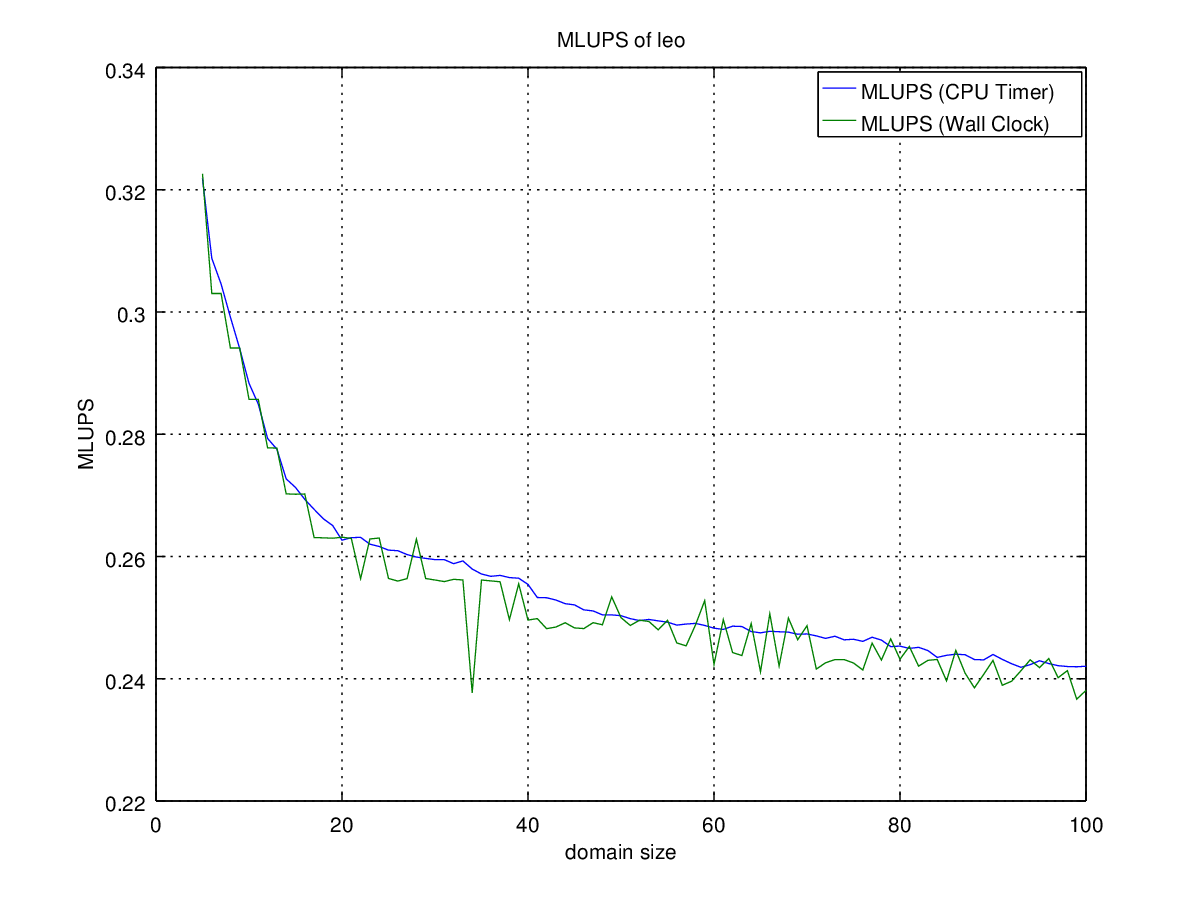 MLUPS of leo
MLUPS (CPU Timer)
MLUPS (Wall Clock)
0.34
0.32
0.3
0.28
0.26
0.24
0.22
MLUPS
0
20
40
60
80
100
domain size